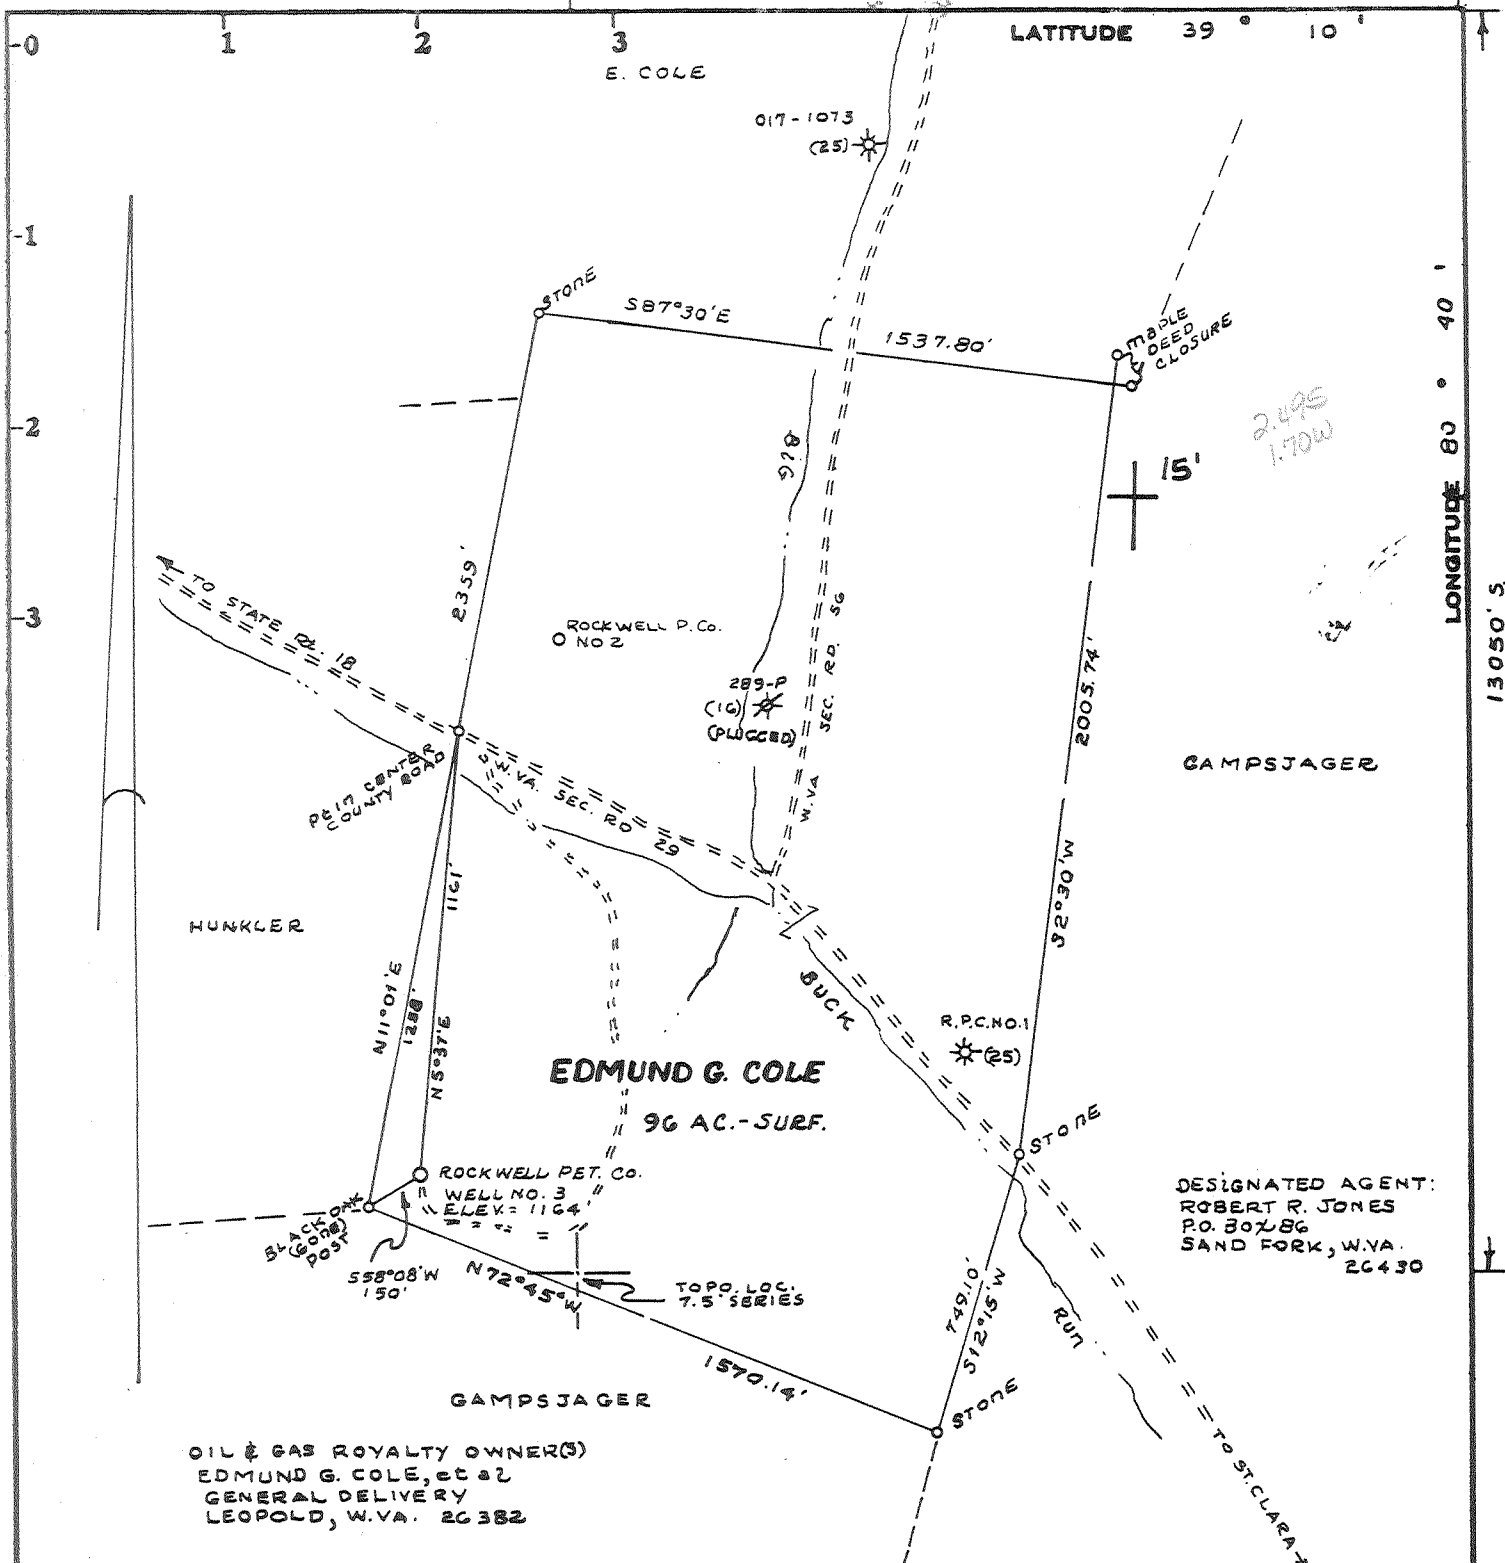 -0
1
2
3
LATITUDE 39 ° 10 '
E. COLE
017-1073
(25)
-1
STONE
S87°30'E
1537.80'
MAPLE
DEED
CLOSURE
LONGITUDE 80 ° 40 '
2.49S
1.70W
-2
BIG
15'
2359'
TO STATE Rt. 18
13050' S.
-3
ROCKWELL P. Co.
NO 2
289-P
(16)
(PLUGGED)
W.VA SEC. RD. 56
2005.74'
S2°30'W
GAMPSJAGER
Pt in CENTER
COUNTY ROAD
W.VA. SEC. RD 29
1161'
N5°37'E
HUNKLER
N11°01'E
1288'
BUCK
R.P.C. NO.1
(25)
EDMUND G. COLE
96 AC.-SURF.
STONE
ROCKWELL PET. Co.
WELL NO. 3
ELEV.= 1164'
BLACK OAK
(GONE)
POST
S58°08'W
150'
N72°45'W
1570.14'
TOPO. LOC.
7.5' SERIES
DESIGNATED AGENT:
ROBERT R. JONES
P.O. BOX 86
SAND FORK, W.VA.
26430
749.10'
S12°15'W
RUN
STONE
GAMPSJAGER
TO ST. CLARA
OIL & GAS ROYALTY OWNER(S)
EDMUND G. COLE, et al
GENERAL DELIVERY
LEOPOLD, W.VA. 26382